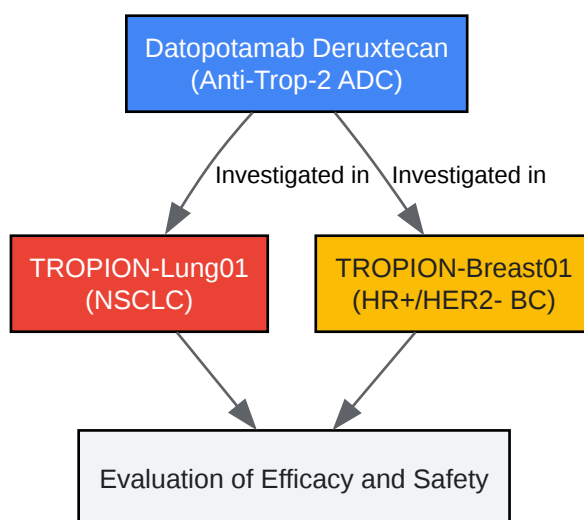 Datopotamab Deruxtecan
(Anti-Trop-2 ADC)
Investigated in
Investigated in
TROPION-Lung01
(NSCLC)
TROPION-Breast01
(HR+/HER2- BC)
Evaluation of Efficacy and Safety